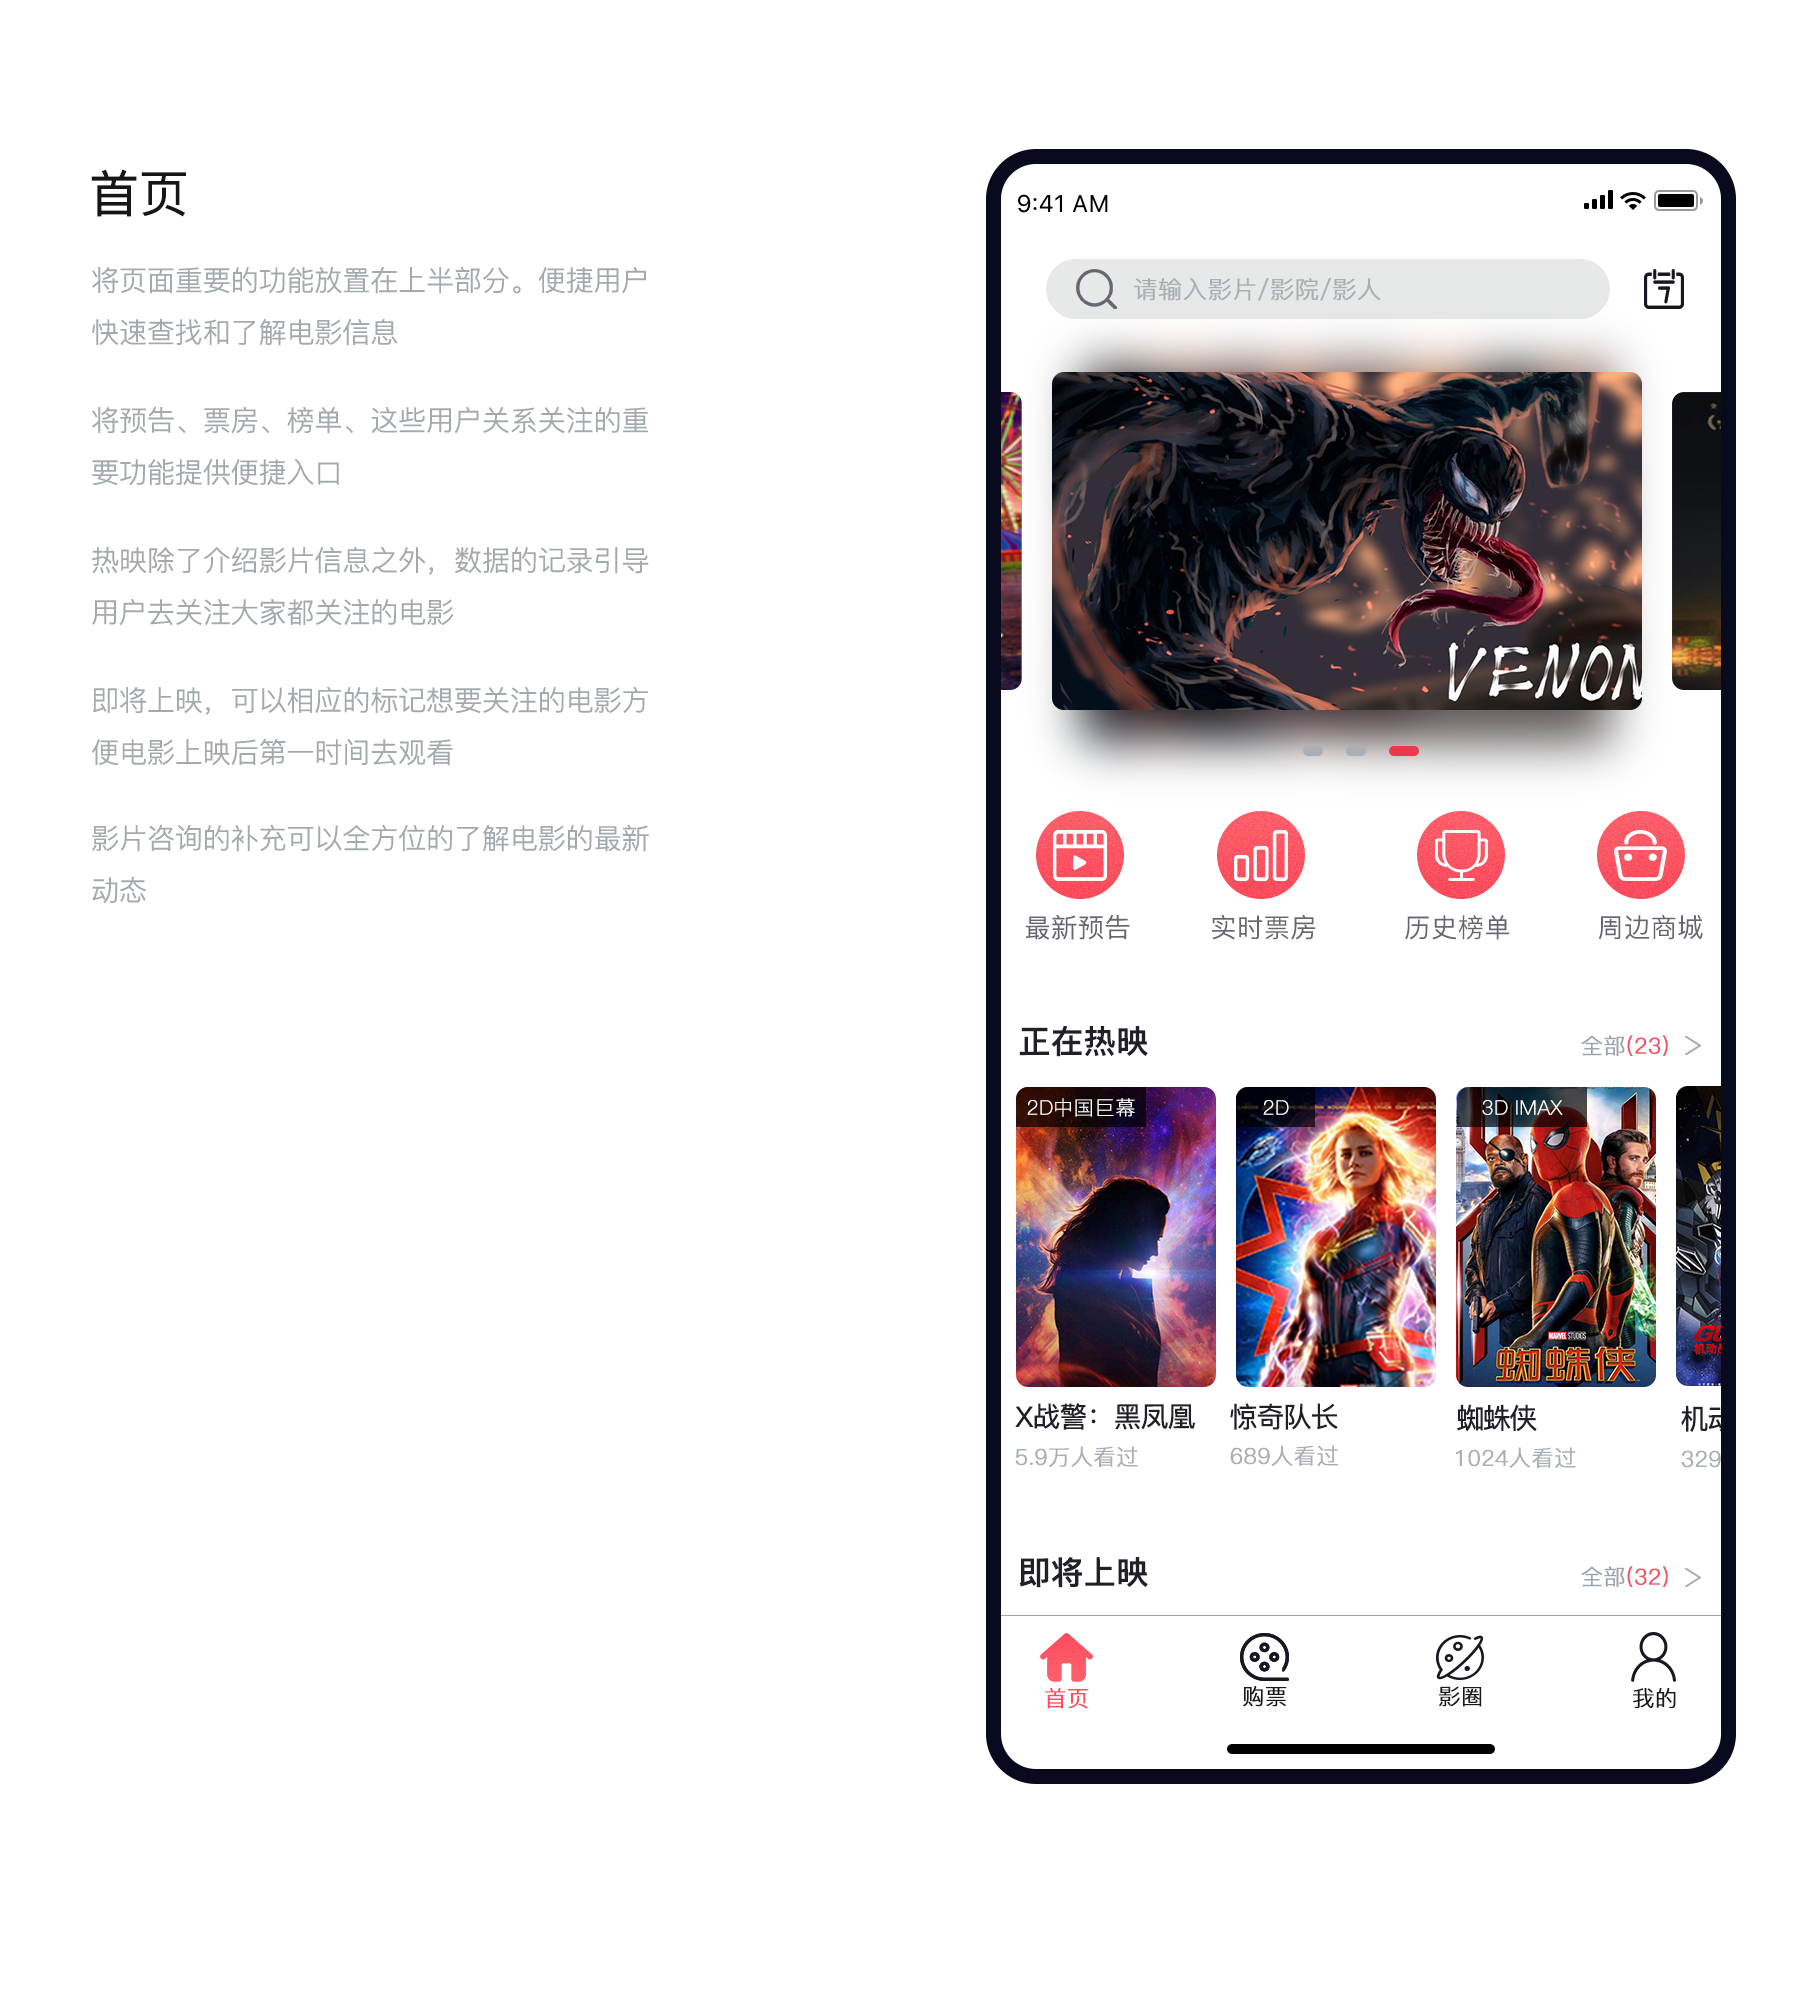 首页
将页面重要的功能放置在上半部分。便捷用户
快速查找和了解电影信息
将预告、票房、榜单、这些用户关系关注的重
要功能提供便捷入口
热映除了介绍影片信息之外，数据的记录引导
用户去关注大家都关注的电影
即将上映，可以相应的标记想要关注的电影方
便电影上映后第一时间去观看
影片咨询的补充可以全方位的了解电影的最新
动态
9:41 AM
请输入影片/影院/影人
7
VENOM
最新预告
实时票房
历史榜单
周边商城
正在热映
全部(23)
2D中国巨幕
2D
3D IMAX
MARVEL STUDIOS
蜘蛛侠
X战警：黑凤凰
惊奇队长
蜘蛛侠
机动
5.9万人看过
689人看过
1024人看过
329
即将上映
全部(32)
首页
购票
影圈
我的